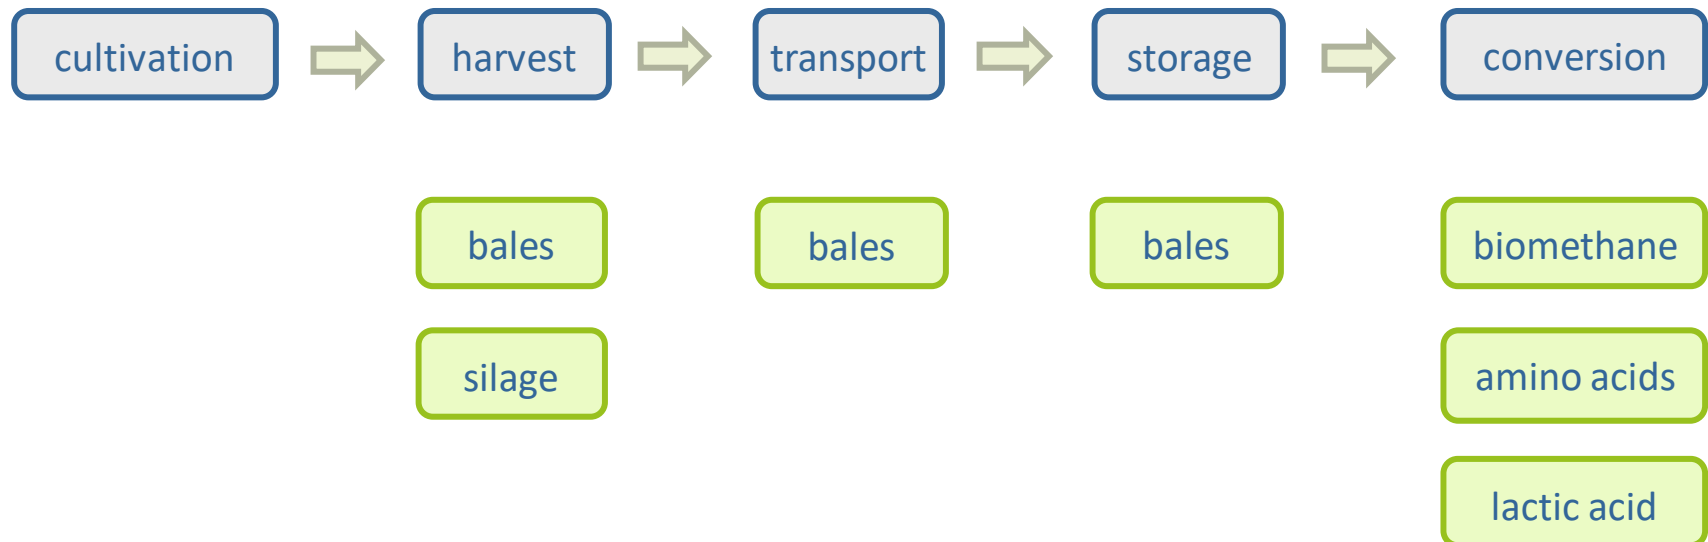 cultivation
harvest
transport
storage
conversion
bales
bales
bales
biomethane
silage
amino acids
lactic acid